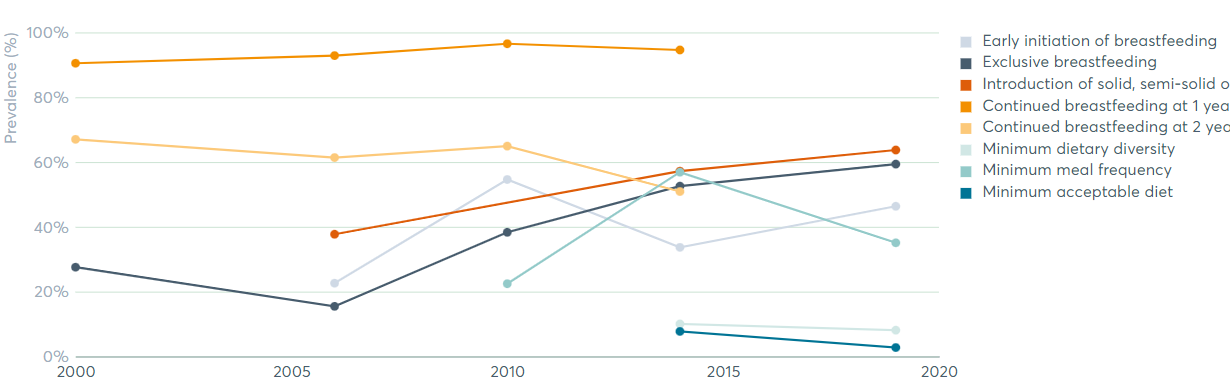 Prevalence (%)
100%
80%
60%
40%
20%
0%
2000 2005 2010 2015 2020
Early initiation of breastfeeding
Exclusive breastfeeding
Introduction of solid, semi-solid o
Continued breastfeeding at 1 yea
Continued breastfeeding at 2 yea
Minimum dietary diversity
Minimum meal frequency
Minimum acceptable diet